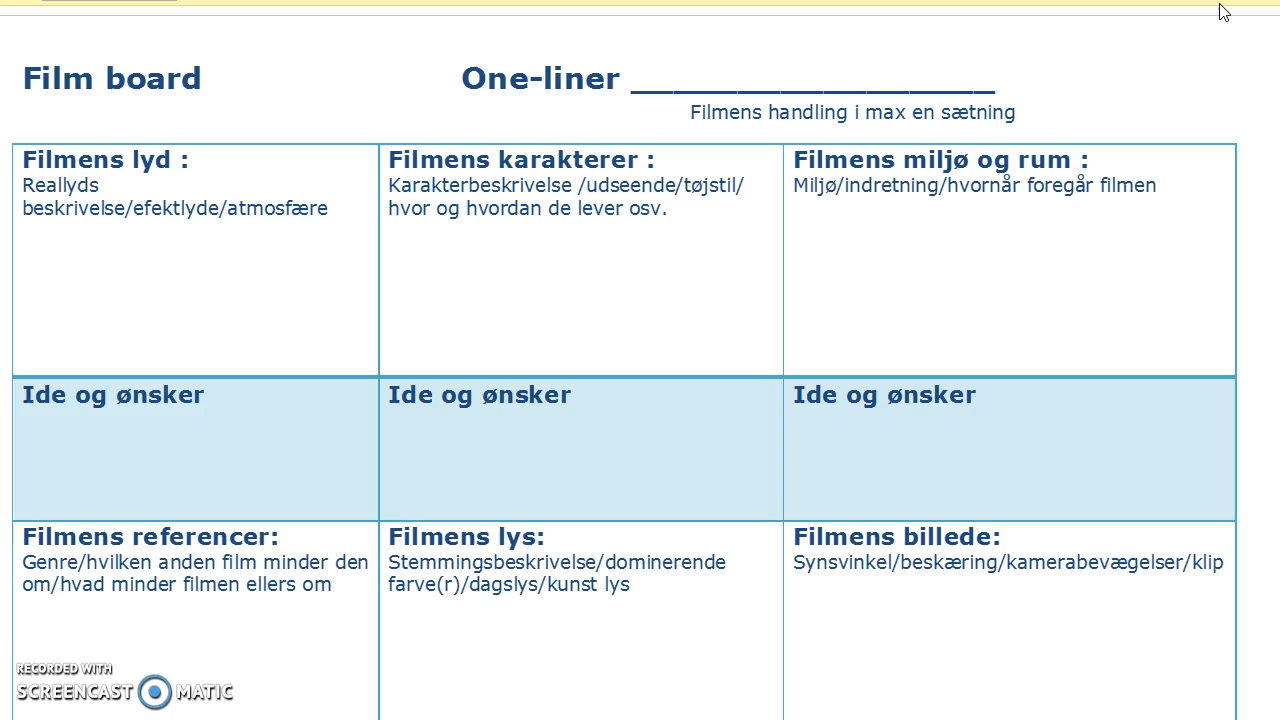 Film board
One-liner __________________
Filmens handling i max en sætning
Filmens lyd :
Reallyds
beskrivelse/efektlyde/atmosfære
Filmens karakterer :
Karakterbeskrivelse /udseende/tøjstil/
hvor og hvordan de lever osv.
Filmens miljø og rum :
Miljø/indretning/hvornår foregår filmen
Ide og ønsker
Ide og ønsker
Ide og ønsker
Filmens referencer:
Genre/hvilken anden film minder den
om/hvad minder filmen ellers om
Filmens lys:
Stemmingsbeskrivelse/dominerende
farve(r)/dagslys/kunst lys
Filmens billede:
Synsvinkel/beskæring/kamerabevægelser/klip
RECORDED WITH
SCREENCAST MATIC